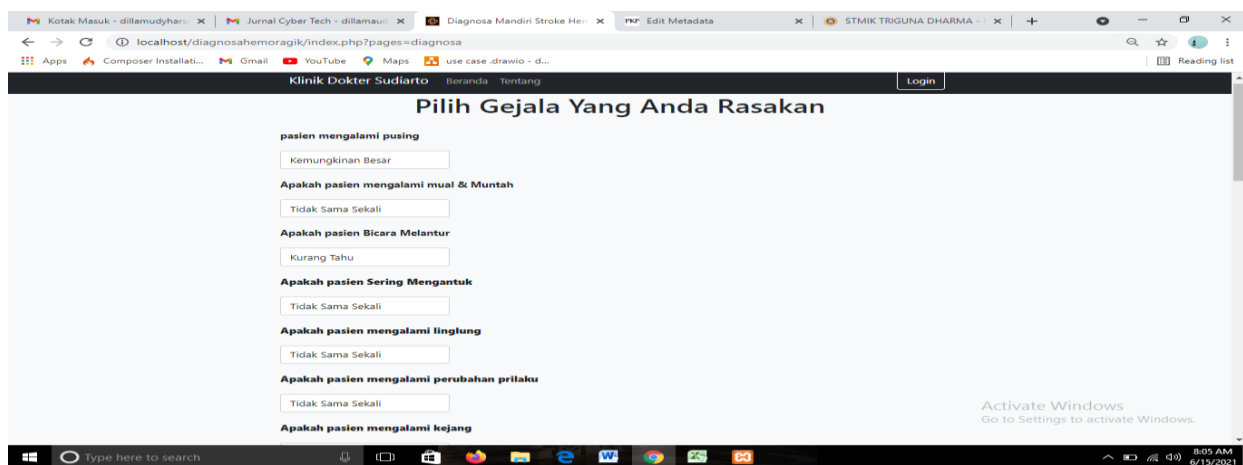 Kotak Masuk - dillamudyhars
Jurnal Cyber Tech - dillamaud
Diagnosa Mandiri Stroke Hem
PKP Edit Metadata
STMIK TRIGUNA DHARMA -
localhost/diagnosahemoragik/index.php?pages=diagnosa
Apps Composer Installati... Gmail YouTube Maps use case .drawio - d... Reading list
Klinik Dokter Sudiarto Beranda Tentang Login
Pilih Gejala Yang Anda Rasakan
pasien mengalami pusing
Kemungkinan Besar
Apakah pasien mengalami mual & Muntah
Tidak Sama Sekali
Apakah pasien Bicara Melantur
Kurang Tahu
Apakah pasien Sering Mengantuk
Tidak Sama Sekali
Apakah pasien mengalami linglung
Tidak Sama Sekali
Apakah pasien mengalami perubahan prilaku
Tidak Sama Sekali
Apakah pasien mengalami kejang
Activate Windows
Go to Settings to activate Windows.
Type here to search
8:05 AM
6/15/2021